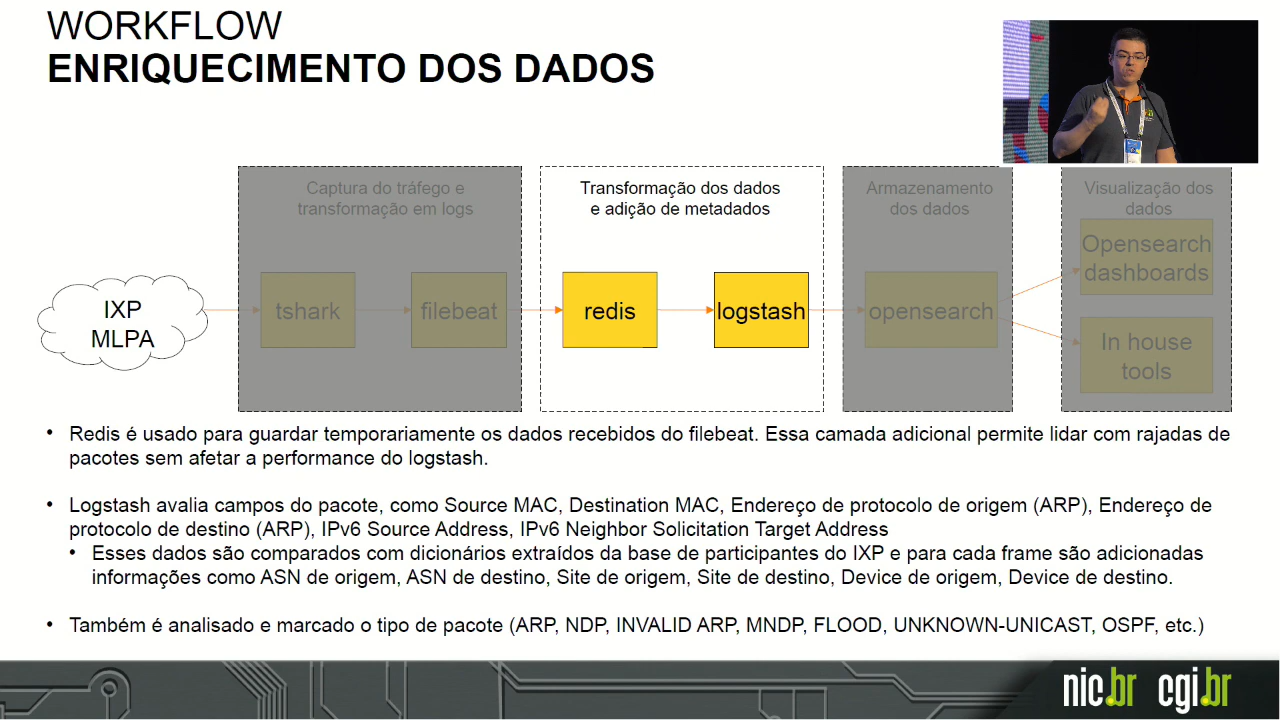 WORKFLOW
ENRIQUECIMENTO DOS DADOS
Captura do tráfego e
transformação em logs
Transformação dos dados
e adição de metadados
Armazenamento
dos dados
Visualização dos
dados
IXP
MLPA
tshark
filebeat
redis
logstash
opensearch
Opensearch
dashboards
In house
tools
• Redis é usado para guardar temporariamente os dados recebidos do filebeat. Essa camada adicional permite lidar com rajadas de
pacotes sem afetar a performance do logstash.
• Logstash avalia campos do pacote, como Source MAC, Destination MAC, Endereço de protocolo de origem (ARP), Endereço de
protocolo de destino (ARP), IPv6 Source Address, IPv6 Neighbor Solicitation Target Address
• Esses dados são comparados com dicionários extraídos da base de participantes do IXP e para cada frame são adicionadas
informações como ASN de origem, ASN de destino, Site de origem, Site de destino, Device de origem, Device de destino.
• Também é analisado e marcado o tipo de pacote (ARP, NDP, INVALID ARP, MNDP, FLOOD, UNKNOWN-UNICAST, OSPF, etc.)
nic.br cgi.br